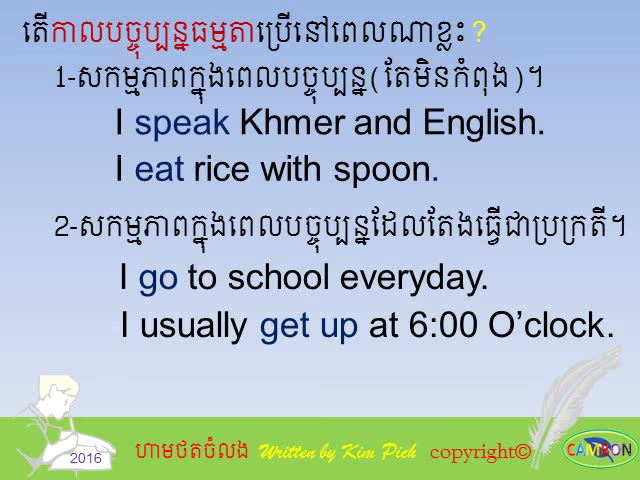 តើកាលបច្ចុប្បន្នធម្មតាប្រើនៅពេលណាខ្លះ ?
1-សកម្មភាពក្នុងពេលបច្ចុប្បន្ន(តែមិនកំពុង)។
I speak Khmer and English.
I eat rice with spoon.
2-សកម្មភាពក្នុងពេលបច្ចុប្បន្នដែលតែងធ្វើជាប្រក្រតី។
I go to school everyday.
I usually get up at 6:00 O’clock.
2016 ហាមថតចំលង Written by Kim Pich copyright© CAMBON